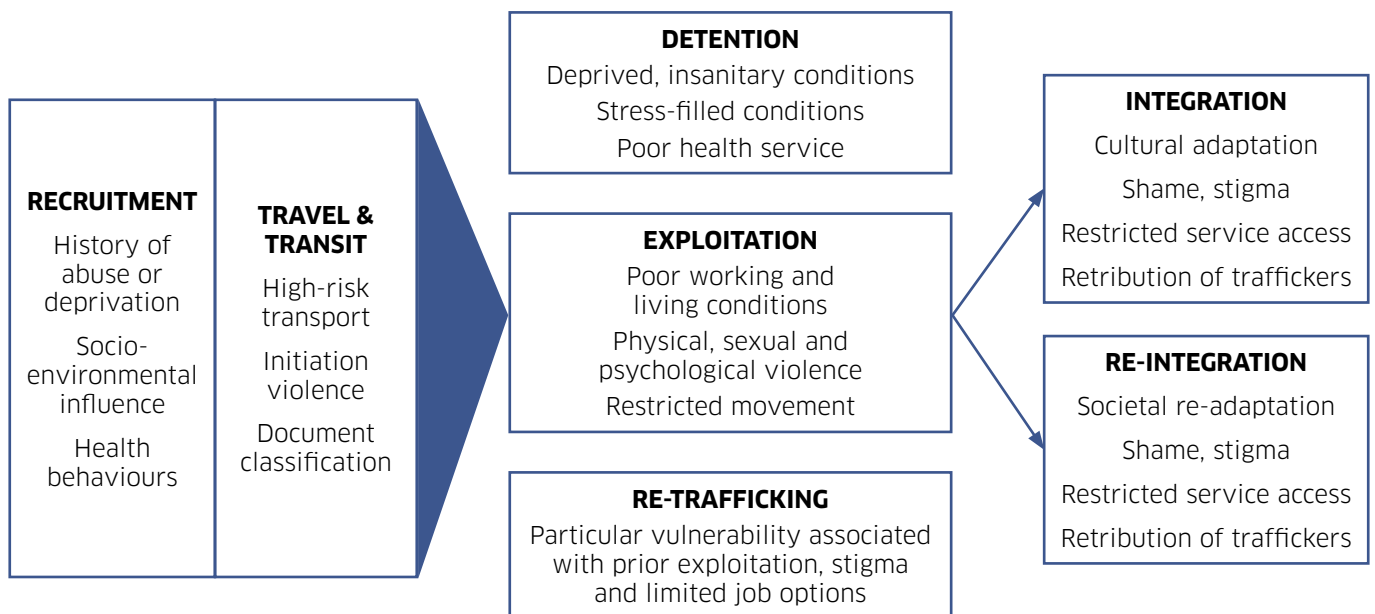 RECRUITMENT
History of
abuse or
deprivation
Socio-
environmental
influence
Health
behaviours
TRAVEL &
TRANSIT
High-risk
transport
Initiation
violence
Document
classification
DETENTION
Deprived, insanitary conditions
Stress-filled conditions
Poor health service
EXPLOITATION
Poor working and
living conditions
Physical, sexual and
psychological violence
Restricted movement
RE-TRAFFICKING
Particular vulnerability associated
with prior exploitation, stigma
and limited job options
INTEGRATION
Cultural adaptation
Shame, stigma
Restricted service access
Retribution of traffickers
RE-INTEGRATION
Societal re-adaptation
Shame, stigma
Restricted service access
Retribution of traffickers